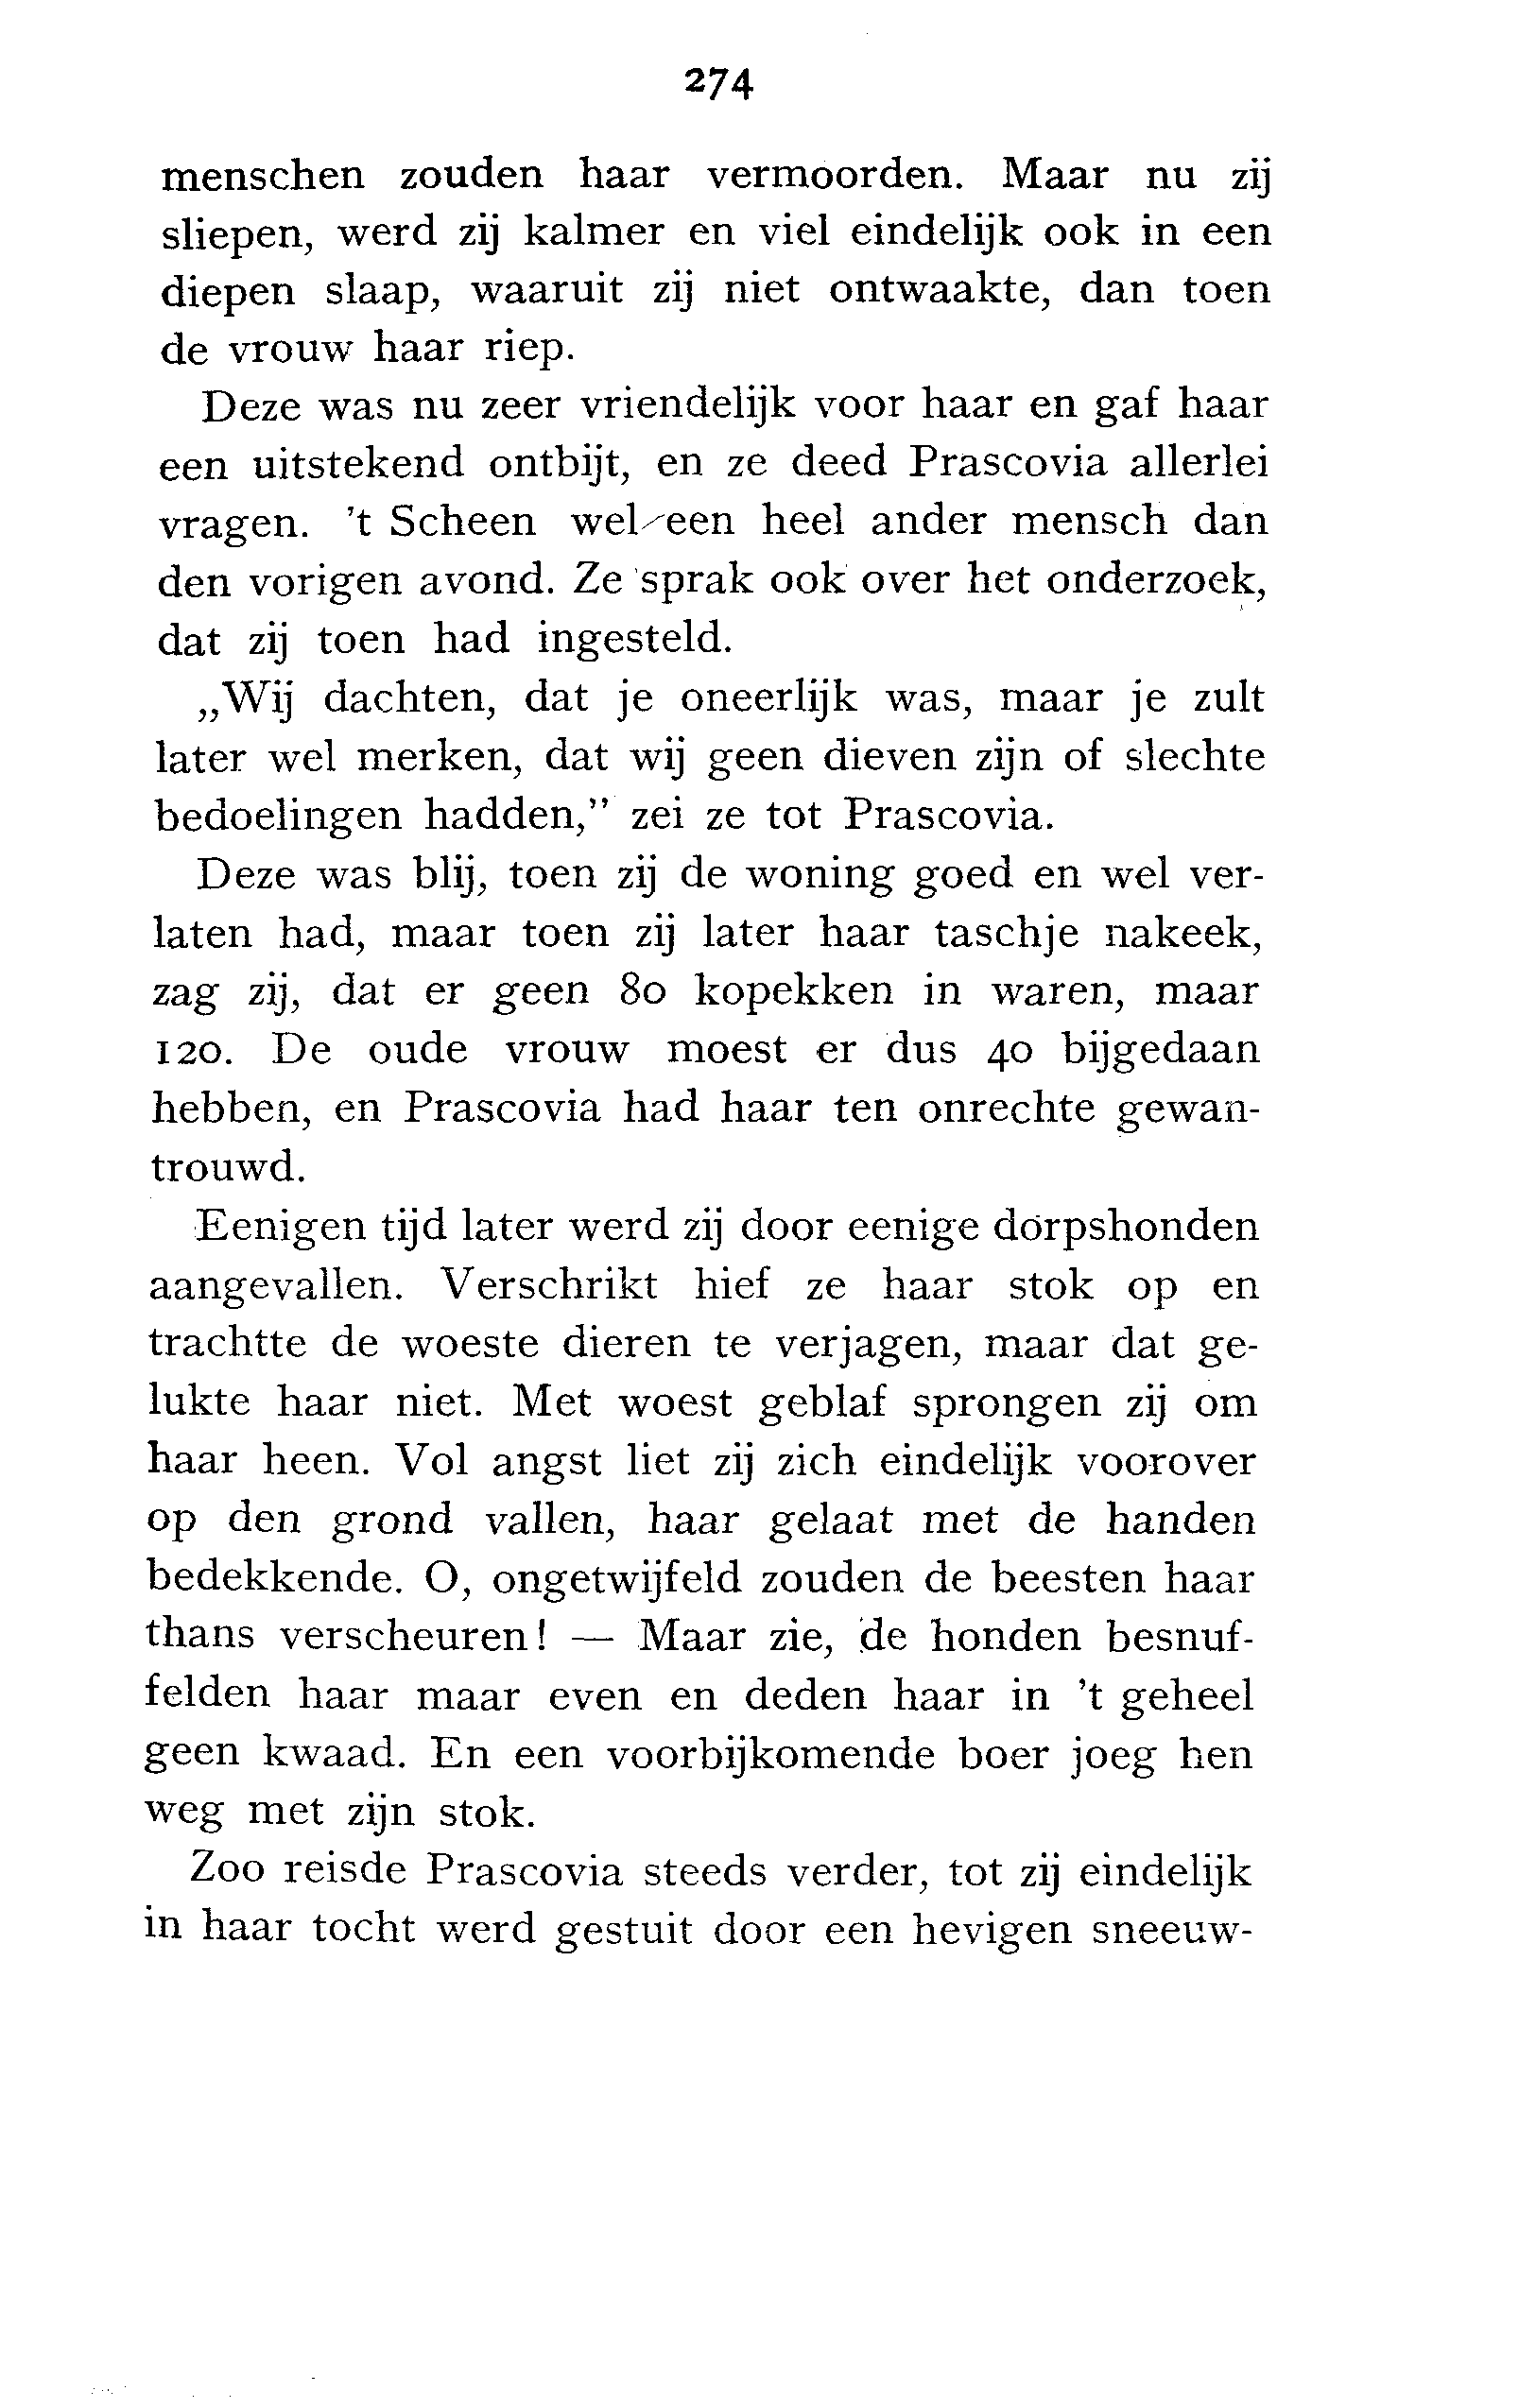 274
menschen zouden haar vermoorden. Maar nu zij
sliepen, werd zij kalmer en viel eindelijk ook in een
diepen slaap, waaruit zij niet ontwaakte, dan toen
de vrouw haar riep.
Deze was nu zeer vriendelijk voor haar en gaf haar
een uitstekend ontbijt, en ze deed Prascovia allerlei
vragen. 't Scheen wel een heel ander mensch dan
den vorigen avond. Ze sprak ook over het onderzoek,
dat zij toen had ingesteld.
„Wij dachten, dat je oneerlijk was, maar je zult
later wel merken, dat wij geen dieven zijn of slechte
bedoelingen hadden,” zei ze tot Prascovia.
Deze was blij, toen zij de woning goed en wel ver-
laten had, maar toen zij later haar taschje nakeek,
zag zij, dat er geen 80 kopekken in waren, maar
120. De oude vrouw moest er dus 40 bijgedaan
hebben, en Prascovia had haar ten onrechte gewan-
trouwd.
Eenigen tijd later werd zij door eenige dorpshonden
aangevallen. Verschrikt hief ze haar stok op en
trachtte de woeste dieren te verjagen, maar dat ge-
lukte haar niet. Met woest geblaf sprongen zij om
haar heen. Vol angst liet zij zich eindelijk voorover
op den grond vallen, haar gelaat met de handen
bedekkende. O, ongetwijfeld zouden de beesten haar
thans verscheuren! — Maar zie, de honden besnuf-
felden haar maar even en deden haar in 't geheel
geen kwaad. En een voorbijkomende boer joeg hen
weg met zijn stok.
Zoo reisde Prascovia steeds verder, tot zij eindelijk
in haar tocht werd gestuit door een hevigen sneeuw-